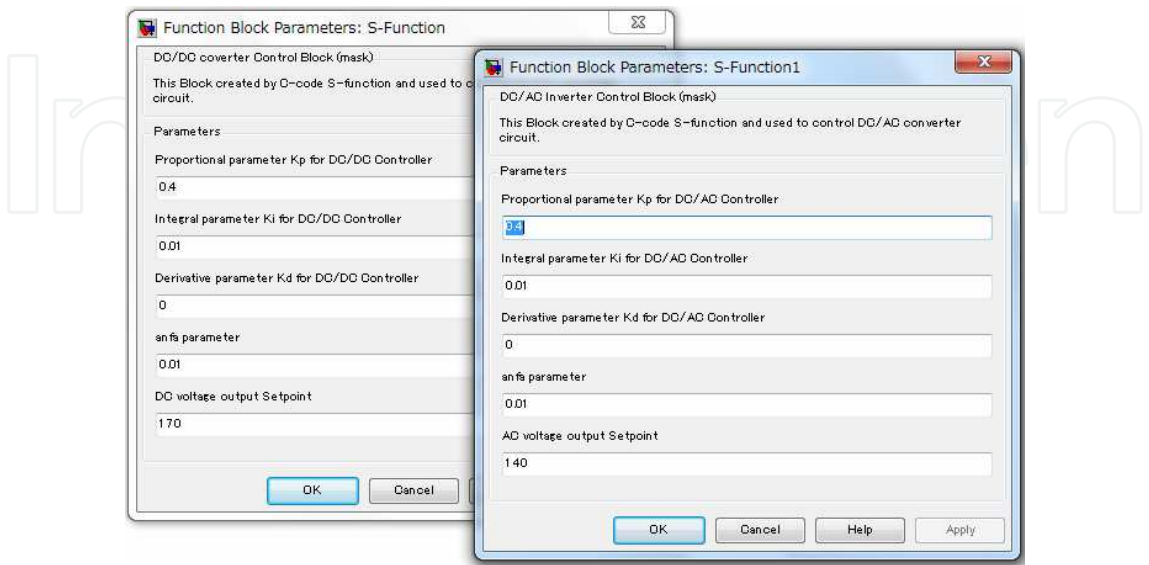 Function Block Parameters: S-Function
DC/DC coverter Control Block (mask)
This Block created by C-code S-function and used to c
circuit.
Parameters
Proportional parameter Kp for DC/DC Controller
0.4
Integral parameter Ki for DC/DC Controller
0.01
Derivative parameter Kd for DC/DC Controller
0
anfa parameter
0.01
DC voltage output Setpoint
170
OK Cancel
Function Block Parameters: S-Function1
DC/AC Inverter Control Block (mask)
This Block created by C-code S-function and used to control DC/AC converter
circuit.
Parameters
Proportional parameter Kp for DC/AC Controller
0.4
Integral parameter Ki for DC/AC Controller
0.01
Derivative parameter Kd for DC/AC Controller
0
anfa parameter
0.01
AC voltage output Setpoint
140
OK Cancel Help Apply